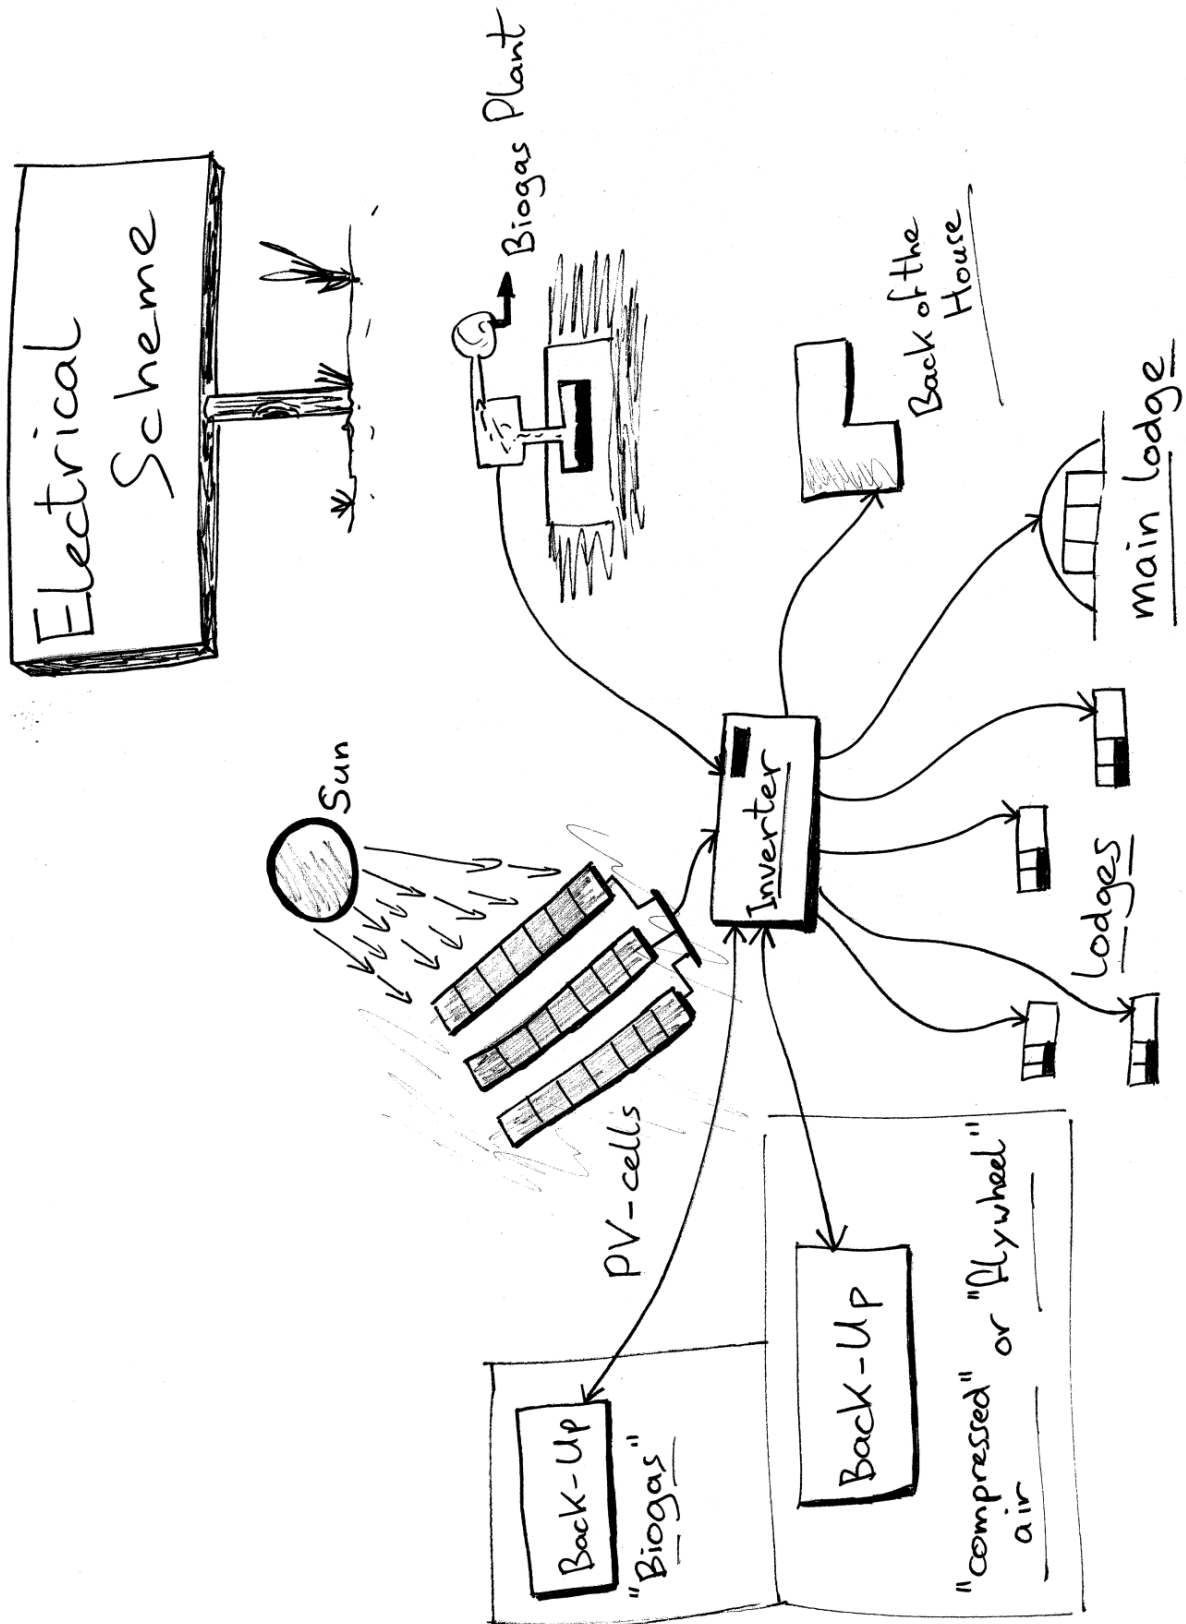 Electrical
Scheme
Sun
Biogas Plant
PV-cells
Inverter
Back-Up
"Biogas"
Back-Up
"compressed" or "flywheel"
air
Lodges
main lodge
Back of the
House